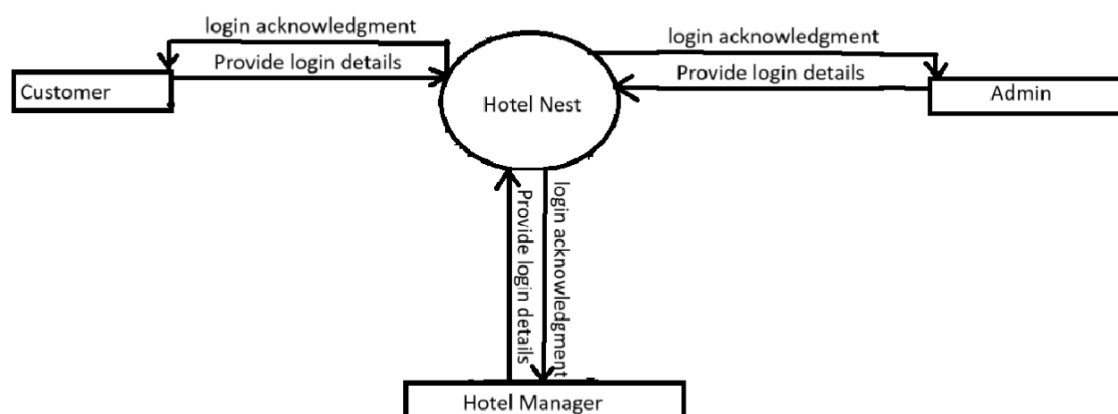 login acknowledgment
Provide login details
Customer
Hotel Nest
login acknowledgment
Provide login details
Admin
Provide login details
login acknowledgment
Hotel Manager